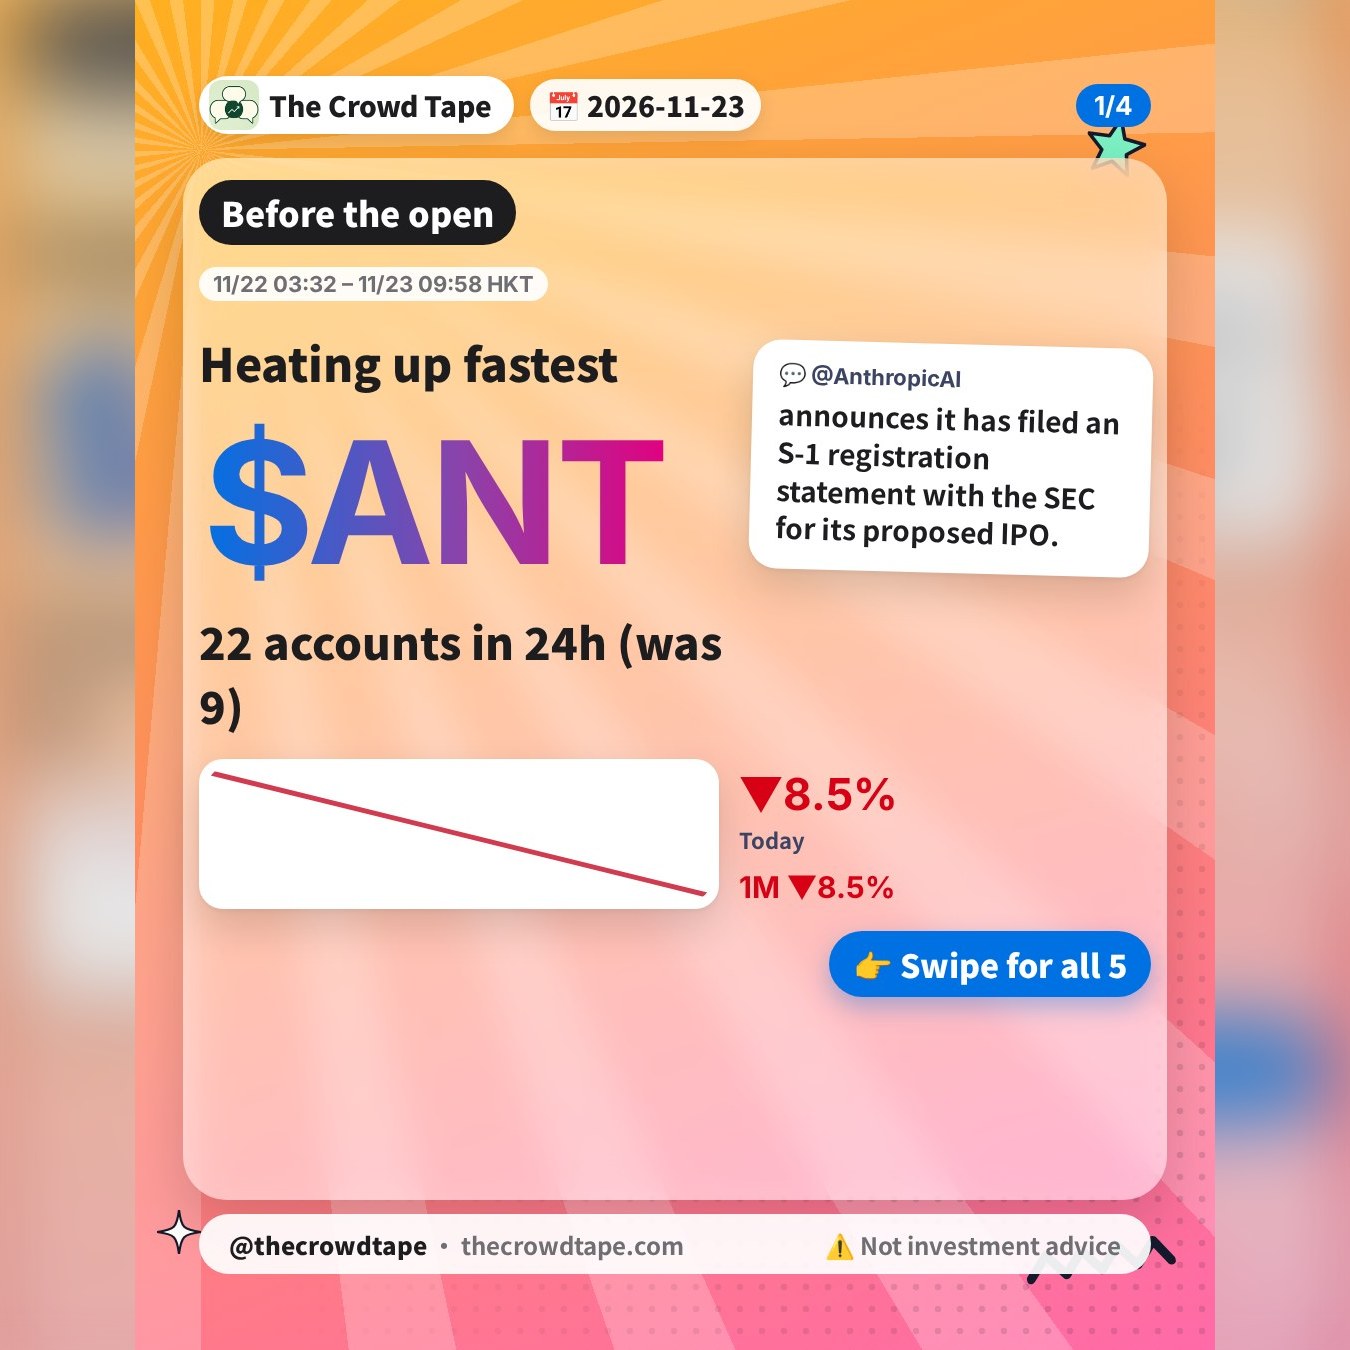 The Crowd Tape
July
17
2026-11-23
1/4
Before the open
11/22 03:32 – 11/23 09:58 HKT
Heating up fastest
$ANT
22 accounts in 24h (was
9)
@AnthropicAI
announces it has filed an
S-1 registration
statement with the SEC
for its proposed IPO.
▼8.5%
Today
1M ▼8.5%
👉 Swipe for all 5
@thecrowdtape • thecrowdtape.com
⚠️ Not investment advice